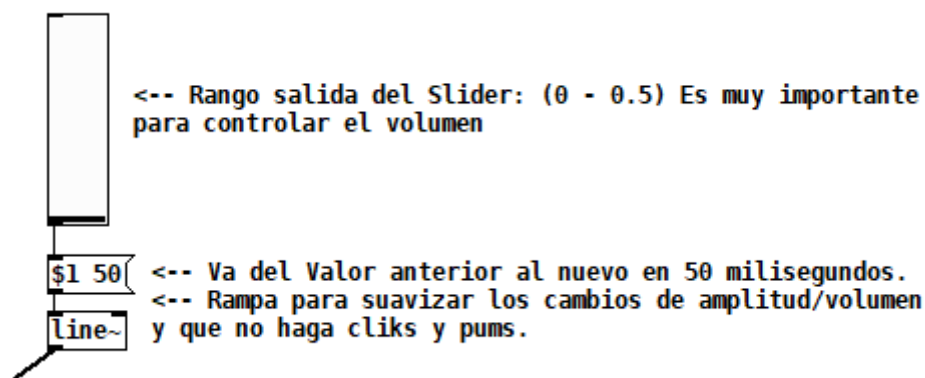 <-- Rango salida del Slider: (0 - 0.5) Es muy importante
para controlar el volumen
$1 50
<-- Va del Valor anterior al nuevo en 50 milisegundos.
<-- Rampa para suavizar los cambios de amplitud/volumen
line~
y que no haga cliks y pums.